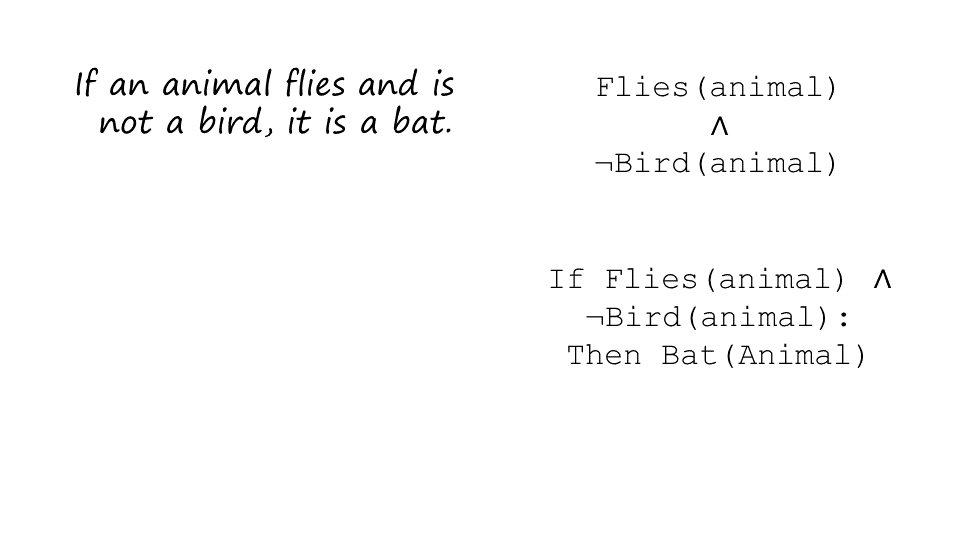 If an animal flies and is
not a bird, it is a bat.
Flies(animal)
∧
¬Bird(animal)
If Flies(animal) ∧
¬Bird(animal):
Then Bat(Animal)